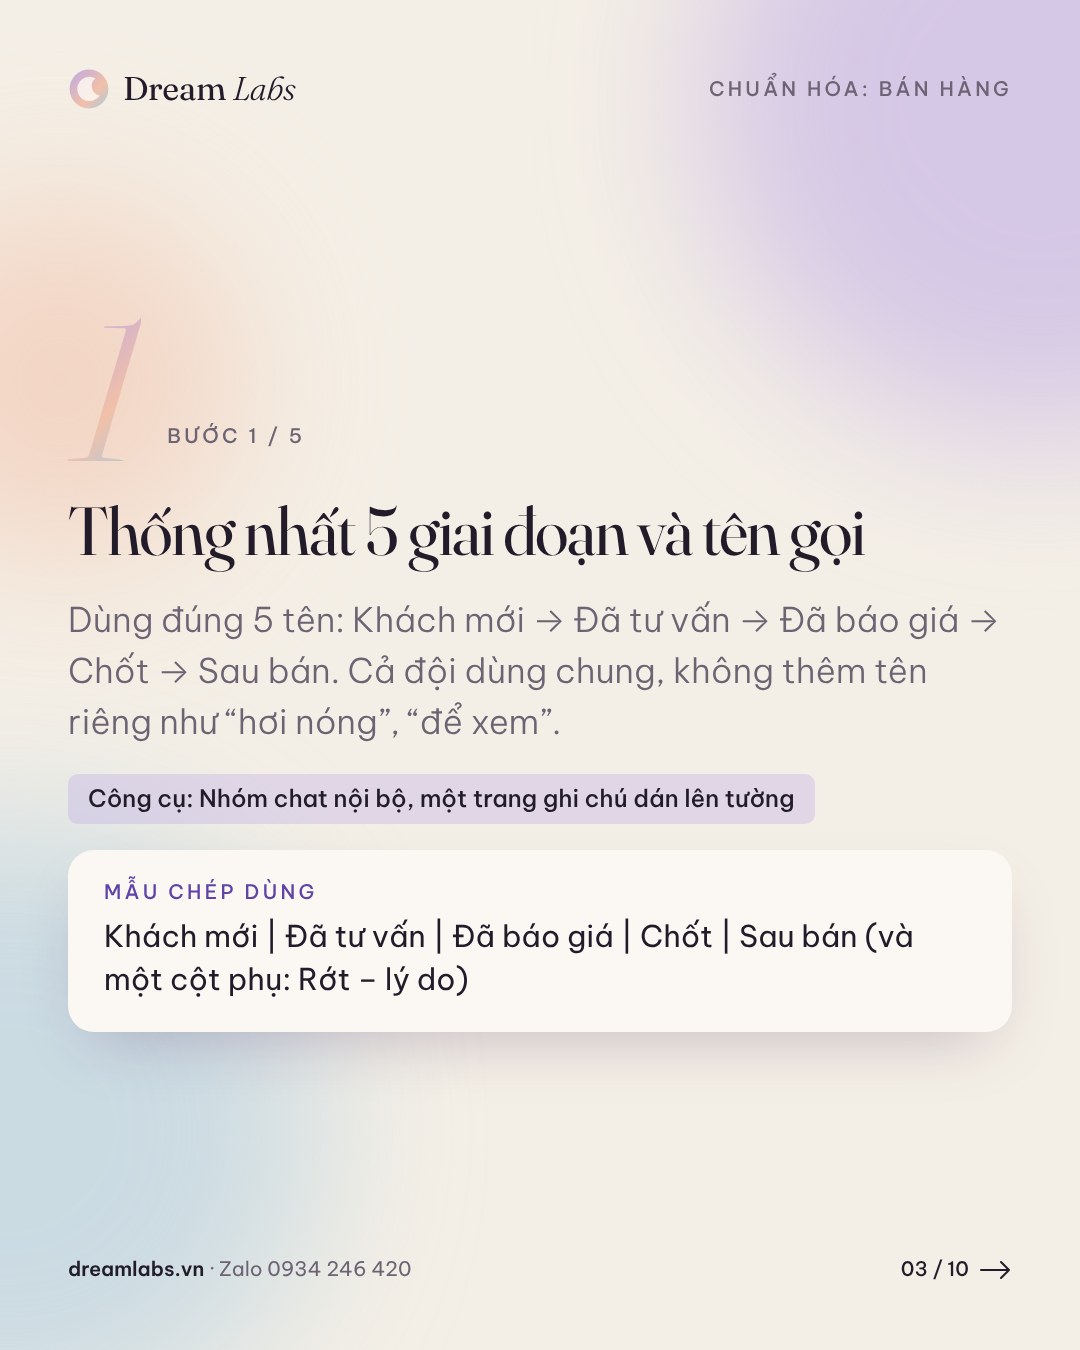 Dream Labs
CHUẨN HÓA: BÁN HÀNG
1
BƯỚC 1 / 5
Thống nhất 5 giai đoạn và tên gọi
Dùng đúng 5 tên: Khách mới → Đã tư vấn → Đã báo giá →
Chốt → Sau bán. Cả đội dùng chung, không thêm tên
riêng như “hơi nóng”, “để xem”.
Công cụ: Nhóm chat nội bộ, một trang ghi chú dán lên tường
MẪU CHÉP DÙNG
Khách mới | Đã tư vấn | Đã báo giá | Chốt | Sau bán (và
một cột phụ: Rớt – lý do)
dreamlabs.vn · Zalo 0934 246 420
03 / 10 →